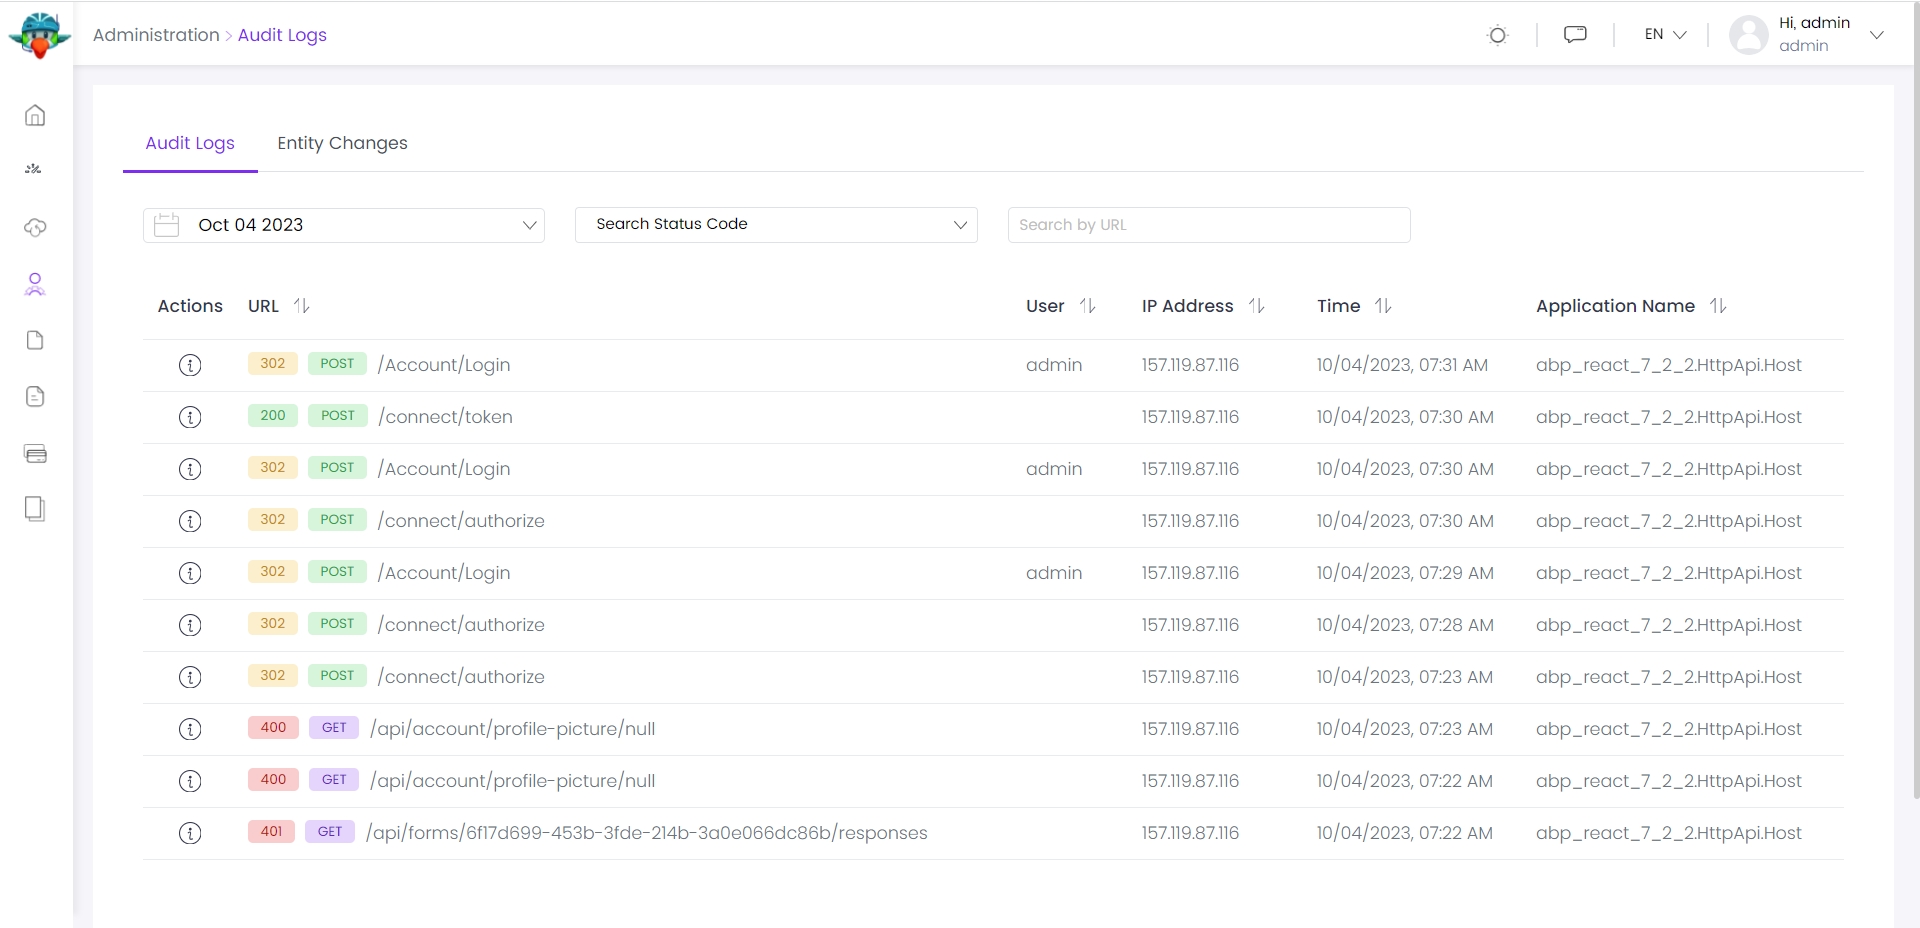 Administration > Audit Logs
EN
Hi, admin
admin
Audit Logs Entity Changes
Oct 04 2023 Search Status Code Search by URL
Actions URL User IP Address Time Application Name
302 POST /Account/Login admin 157.119.87.116 10/04/2023, 07:31 AM abp_react_7_2_2.HttpApi.Host
200 POST /connect/token 157.119.87.116 10/04/2023, 07:30 AM abp_react_7_2_2.HttpApi.Host
302 POST /Account/Login admin 157.119.87.116 10/04/2023, 07:30 AM abp_react_7_2_2.HttpApi.Host
302 POST /connect/authorize 157.119.87.116 10/04/2023, 07:30 AM abp_react_7_2_2.HttpApi.Host
302 POST /Account/Login admin 157.119.87.116 10/04/2023, 07:29 AM abp_react_7_2_2.HttpApi.Host
302 POST /connect/authorize 157.119.87.116 10/04/2023, 07:28 AM abp_react_7_2_2.HttpApi.Host
302 POST /connect/authorize 157.119.87.116 10/04/2023, 07:23 AM abp_react_7_2_2.HttpApi.Host
400 GET /api/account/profile-picture/null 157.119.87.116 10/04/2023, 07:23 AM abp_react_7_2_2.HttpApi.Host
400 GET /api/account/profile-picture/null 157.119.87.116 10/04/2023, 07:22 AM abp_react_7_2_2.HttpApi.Host
401 GET /api/forms/6f17d699-453b-3fde-214b-3a0e066dc86b/responses 157.119.87.116 10/04/2023, 07:22 AM abp_react_7_2_2.HttpApi.Host